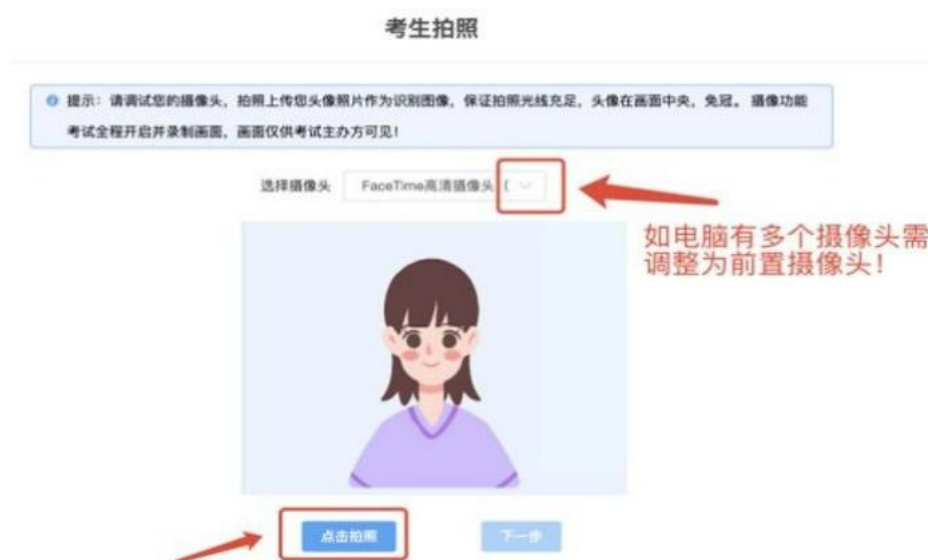 考生拍照
提示：请调试您的摄像头，拍照上传您头像照片作为识别图像，保证拍照光线充足，头像在画面中央，免冠。 摄像功能
考试全程开启并录制画面，画面仅供考试主办方可见！
选择摄像头 FaceTime高清摄像头（
如电脑有多个摄像头需
调整为前置摄像头！
点击拍照 下一步